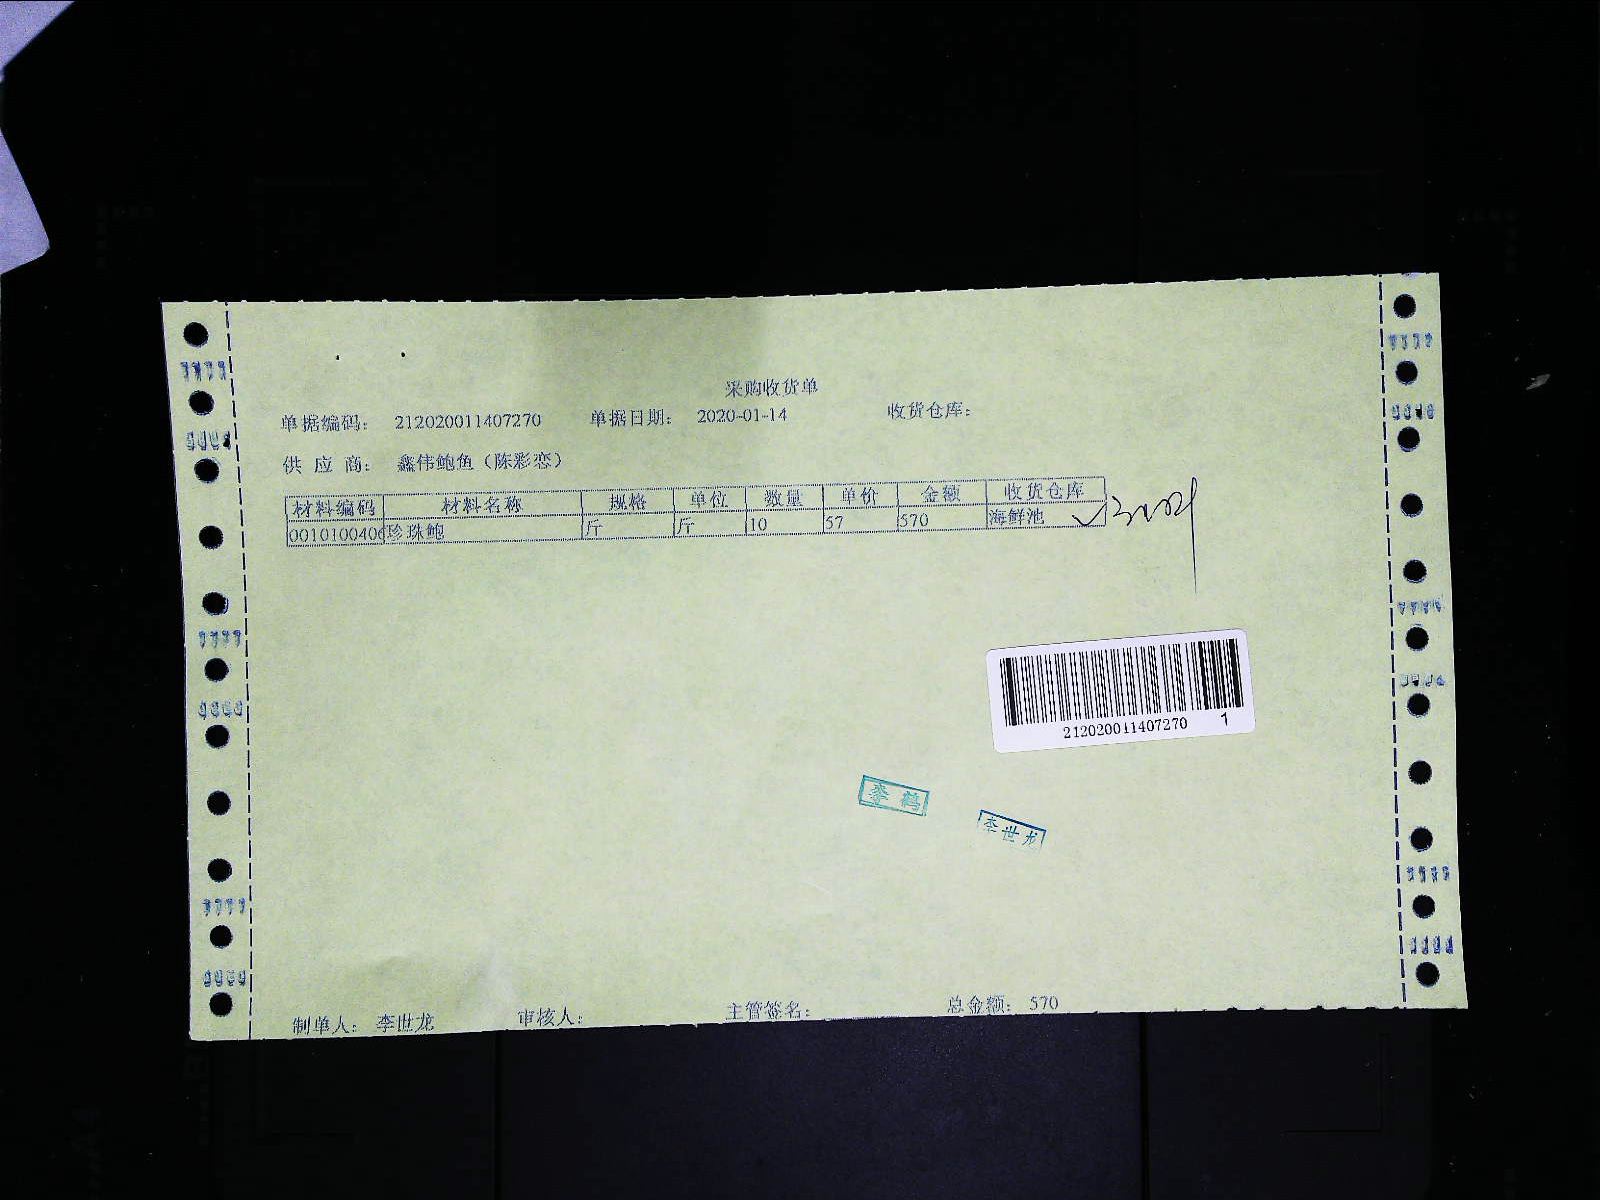 采购收货单
单据编码： 212020011407270 单据日期： 2020-01-14 收货仓库：
供 应 商： 鑫伟鲍鱼（陈彩恋）
材料编码 材料名称 规格 单位 数量 单价 金额 收货仓库
0010100406 珍珠鲍 斤 斤 10 57 570 海鲜池
212020011407270 1
李鹤
李世龙
制单人： 李世龙 审核人： 主管签名： 总金额： 570